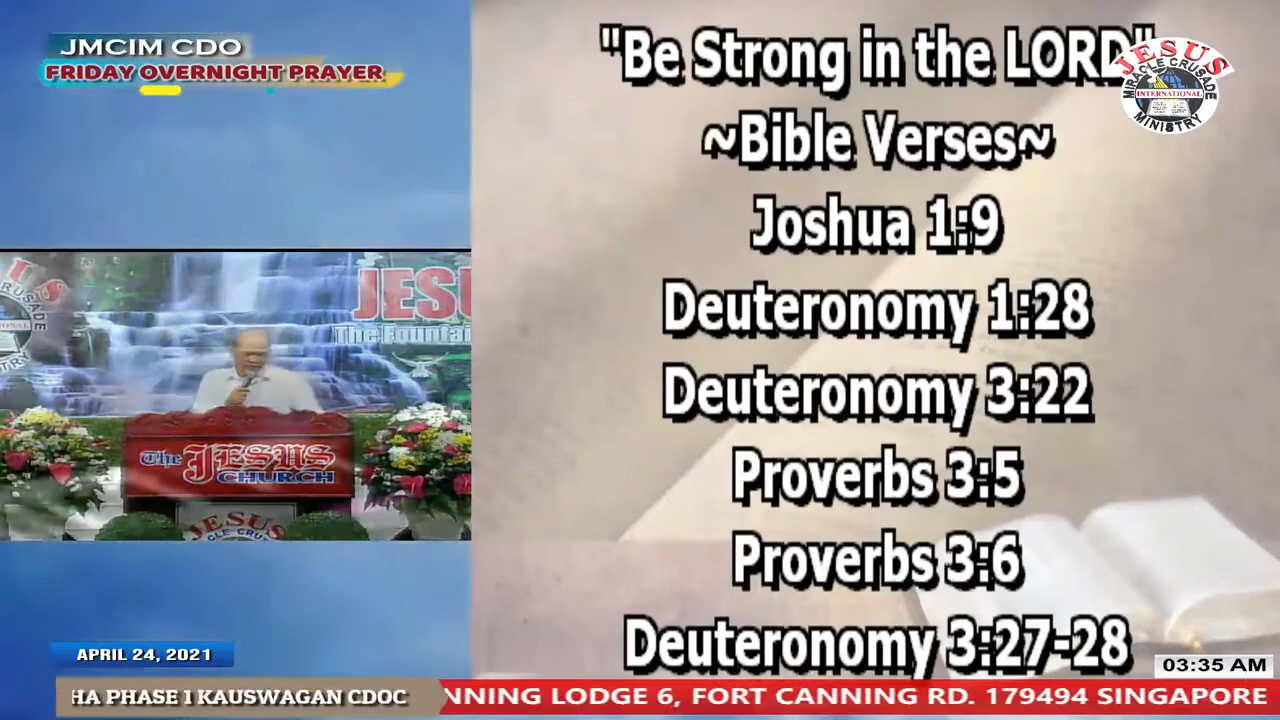 JMCIM CDO
FRIDAY OVERNIGHT PRAYER
"Be Strong in the LORD"
~Bible Verses~
Joshua 1:9
Deuteronomy 1:28
Deuteronomy 3:22
Proverbs 3:5
Proverbs 3:6
Deuteronomy 3:27-28
JESUS
MIRACLE CRUSADE
INTERNATIONAL
MINISTRY
JESU
The Fountai
The JESUS
CHURCH
JESUS
APRIL 24, 2021
03:35 AM
HA PHASE 1 KAUSWAGAN CDOC
NNING LODGE 6, FORT CANNING RD. 179494 SINGAPORE